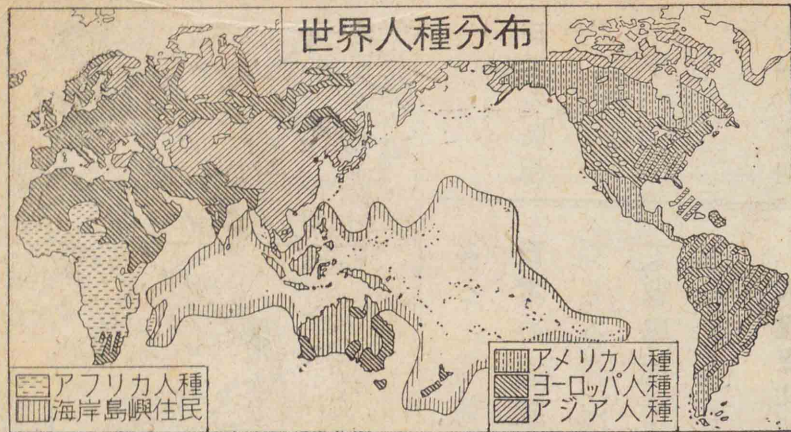 世界人種分布
アフリカ人種
海岸島嶼住民
アメリカ人種
ヨーロッパ人種
アジア人種